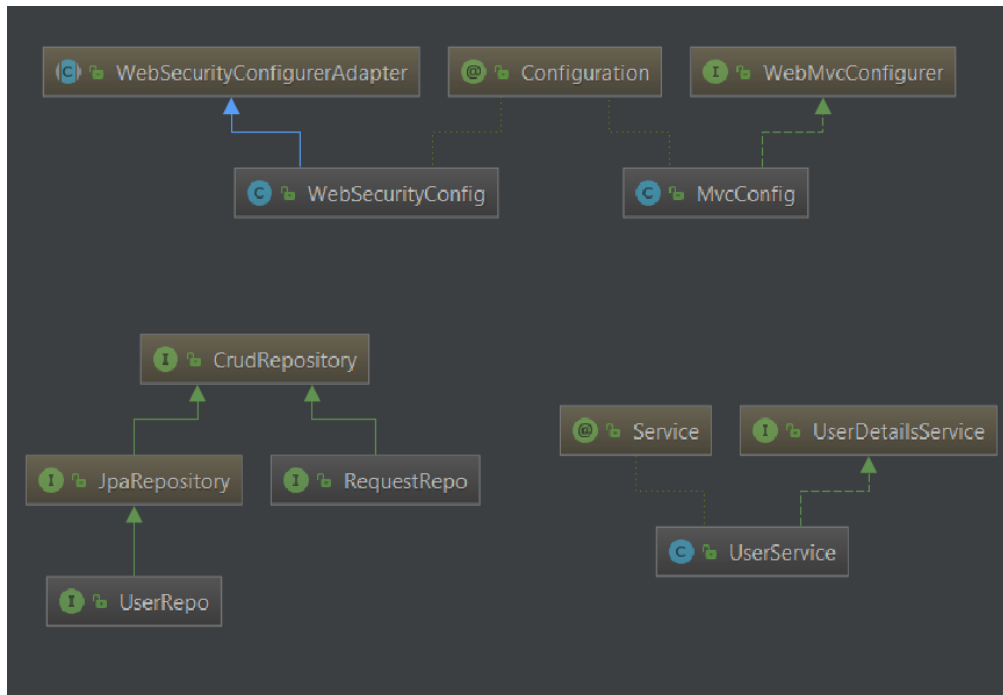 C WebSecurityConfigurerAdapter
@ Configuration
I WebMvcConfigurer
C WebSecurityConfig
C MvcConfig
I CrudRepository
@ Service
I UserDetailsService
I JpaRepository
I RequestRepo
C UserService
I UserRepo